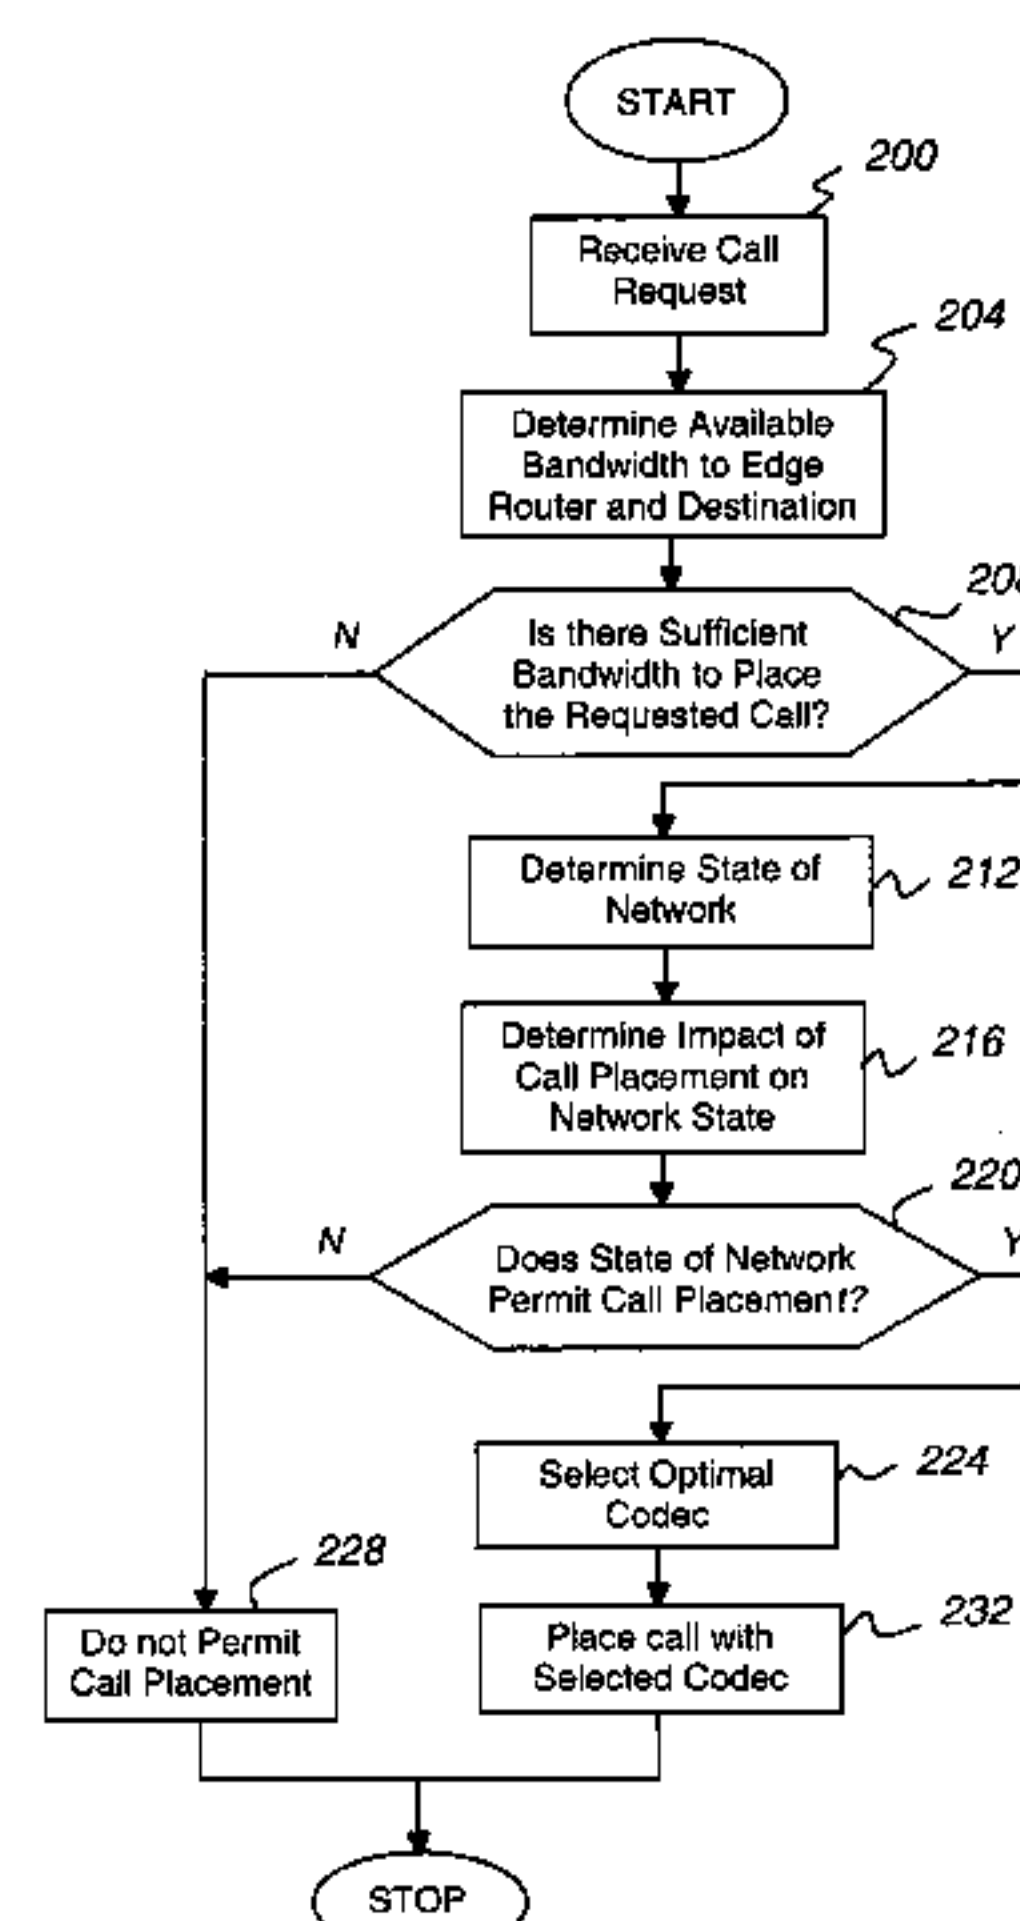 START
200
Receive Call
Request
204
Determine Available
Bandwidth to Edge
Router and Destination
N
Is there Sufficient
Bandwidth to Place
the Requested Call?
Y
Determine State of
Network
212
Determine Impact of
Call Placement on
Network State
216
220
N
Does State of Network
Permit Call Placement?
Y
Select Optimal
Codec
224
228
Do not Permit
Call Placement
Place call with
Selected Codec
232
STOP